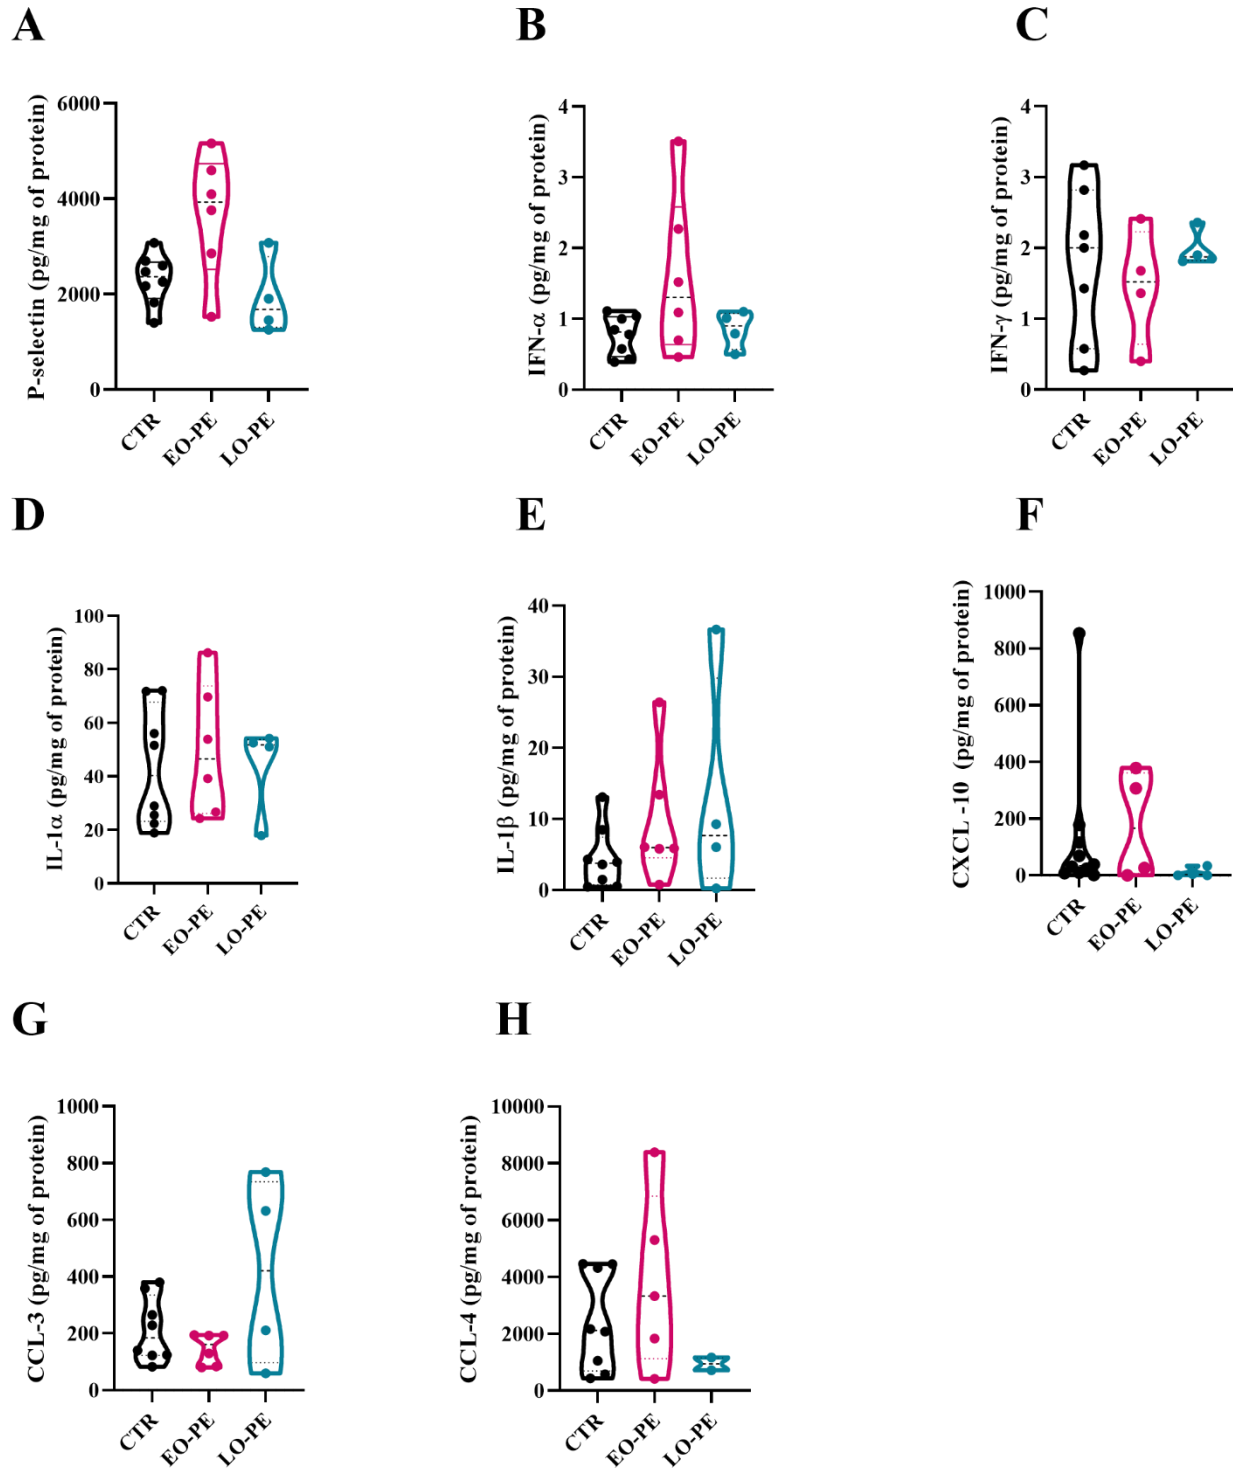 A
B
C
P-selectin (pg/mg of protein)
6000
4000
2000
0
CTR
EO-PE
LO-PE
IFN-α (pg/mg of protein)
4
3
2
1
0
CTR
EO-PE
LO-PE
IFN-γ (pg/mg of protein)
4
3
2
1
0
CTR
EO-PE
LO-PE
D
E
F
IL-1α (pg/mg of protein)
100
80
60
40
20
0
CTR
EO-PE
LO-PE
IL-1β (pg/mg of protein)
40
30
20
10
0
CTR
EO-PE
LO-PE
CXCL -10 (pg/mg of protein)
1000
800
600
400
200
0
CTR
EO-PE
LO-PE
G
H
CCL-3 (pg/mg of protein)
1000
800
600
400
200
0
CTR
EO-PE
LO-PE
CCL-4 (pg/mg of protein)
10000
8000
6000
4000
2000
0
CTR
EO-PE
LO-PE